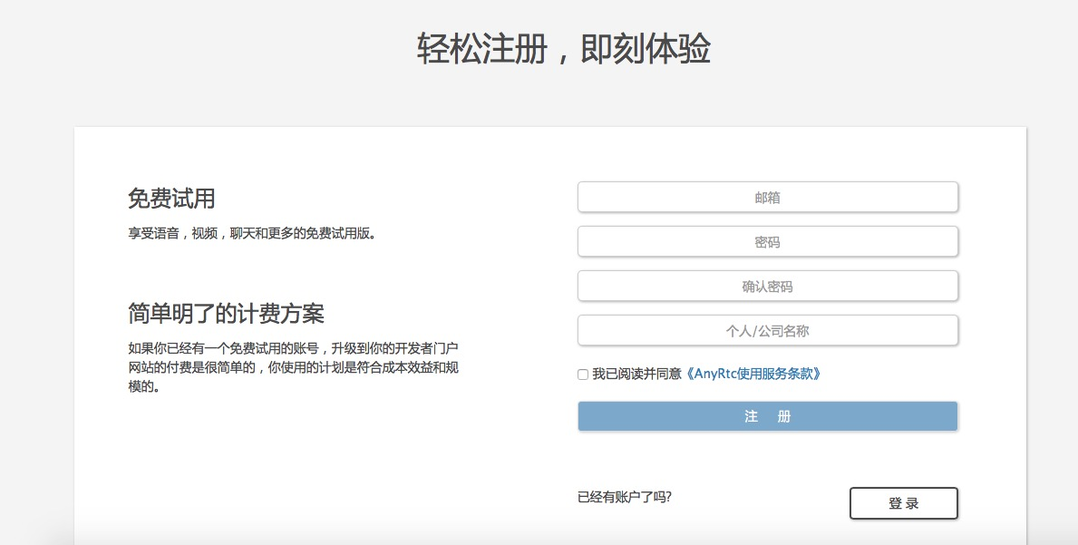 轻松注册，即刻体验
免费试用
享受语音，视频，聊天和更多的免费试用版。
简单明了的计费方案
如果你已经有一个免费试用的账号，升级到你的开发者门户
网站的付费是很简单的，你使用的计划是符合成本效益和规
模的。
邮箱
密码
确认密码
个人/公司名称
我已阅读并同意《AnyRtc使用服务条款》
注 册
已经有账户了吗?
登 录